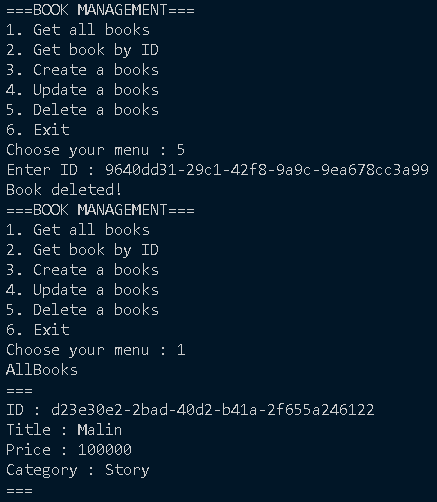 ===BOOK MANAGEMENT===
1. Get all books
2. Get book by ID
3. Create a books
4. Update a books
5. Delete a books
6. Exit
Choose your menu : 5
Enter ID : 9640dd31-29c1-42f8-9a9c-9ea678cc3a99
Book deleted!
===BOOK MANAGEMENT===
1. Get all books
2. Get book by ID
3. Create a books
4. Update a books
5. Delete a books
6. Exit
Choose your menu : 1
AllBooks
===
ID : d23e30e2-2bad-40d2-b41a-2f655a246122
Title : Malin
Price : 100000
Category : Story
===